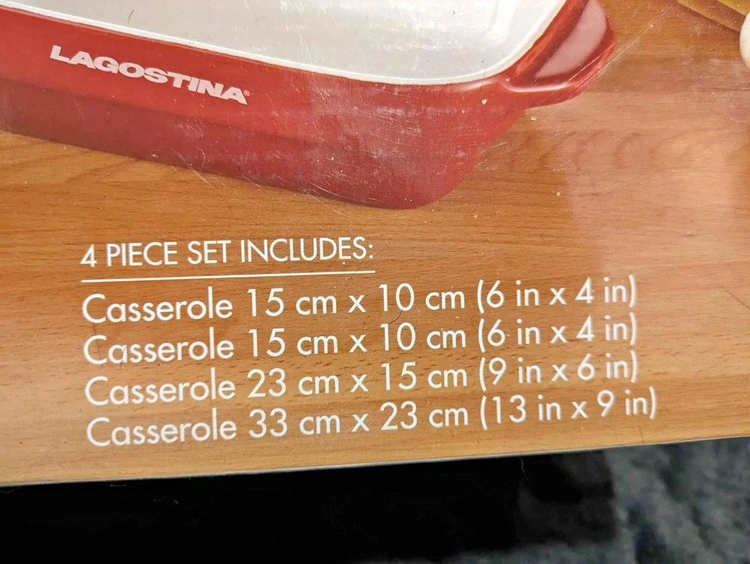 LAGOSTINA®
4 PIECE SET INCLUDES:
Casserole 15 cm x 10 cm (6 in x 4 in)
Casserole 15 cm x 10 cm (6 in x 4 in)
Casserole 23 cm x 15 cm (9 in x 6 in)
Casserole 33 cm x 23 cm (13 in x 9 in)